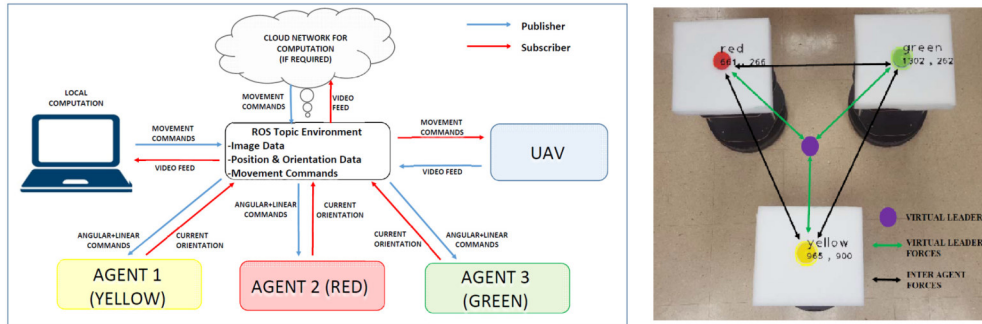 CLOUD NETWORK FOR
COMPUTATION
(IF REQUIRED)
Publisher
Subscriber
LOCAL
COMPUTATION
MOVEMENT
COMMANDS
VIDEO
FEED
MOVEMENT
COMMANDS
VIDEO FEED
ROS Topic Environment
-Image Data
-Position & Orientation Data
-Movement Commands
MOVEMENT
COMMANDS
VIDEO FEED
UAV
ANGULAR+LINEAR
COMMANDS
CURRENT
ORIENTATION
ANGULAR+LINEAR
COMMANDS
CURRENT
ORIENTATION
CURRENT
ORIENTATION
ANGULAR+LINEAR
COMMANDS
AGENT 1
(YELLOW)
AGENT 2 (RED)
AGENT 3
(GREEN)
red
661, 266
green
1302, 262
yellow
965, 900
VIRTUAL LEADER
VIRTUAL LEADER
FORCES
INTER AGENT
FORCES